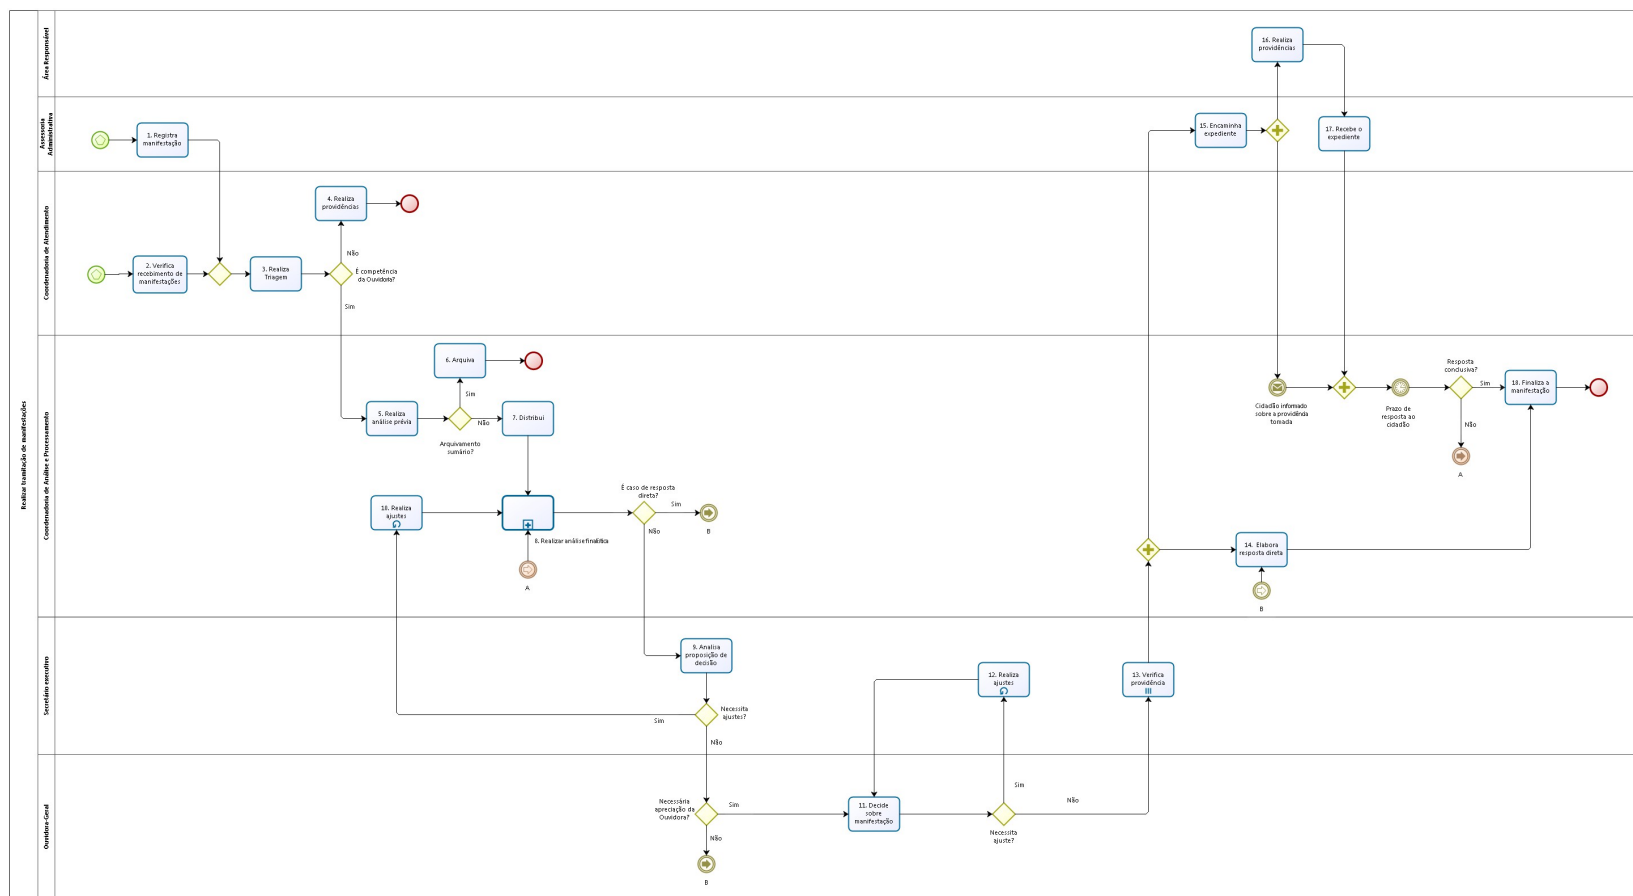 Realizar tramitação de manifestações
Área Responsável
16. Realiza
providências
Assessoria
Administrativa
1. Registra
manifestação
15. Encaminha
expediente
17. Recebe o
expediente
Coordenadoria de Atendimento
4. Realiza
providências
Não
2. Verifica
recebimento de
manifestações
3. Realiza
Triagem
É competência
da Ouvidoria?
Sim
Coordenadoria de Análise e Processamento
6. Arquiva
Sim
5. Realiza
análise prévia
Não
7. Distribui
Arquivamento
sumário?
Cidadão informado
sobre a providência
tomada
Prazo de
resposta ao
cidadão
Resposta
conclusiva?
Sim
18. Finaliza a
manifestação
Não
A
10. Realiza
ajustes
8. Realizar análise finalítica
A
É caso de resposta
direta?
Sim
B
Não
14. Elabora
resposta direta
B
Secretário executivo
9. Analisa
proposição de
decisão
Necessita
ajustes?
Sim
Não
12. Realiza
ajustes
13. Verifica
providência
Ouvidora-Geral
Necessária
apreciação da
Ouvidora?
Sim
Não
B
11. Decide
sobre
manifestação
Sim
Não
Necessita
ajuste?